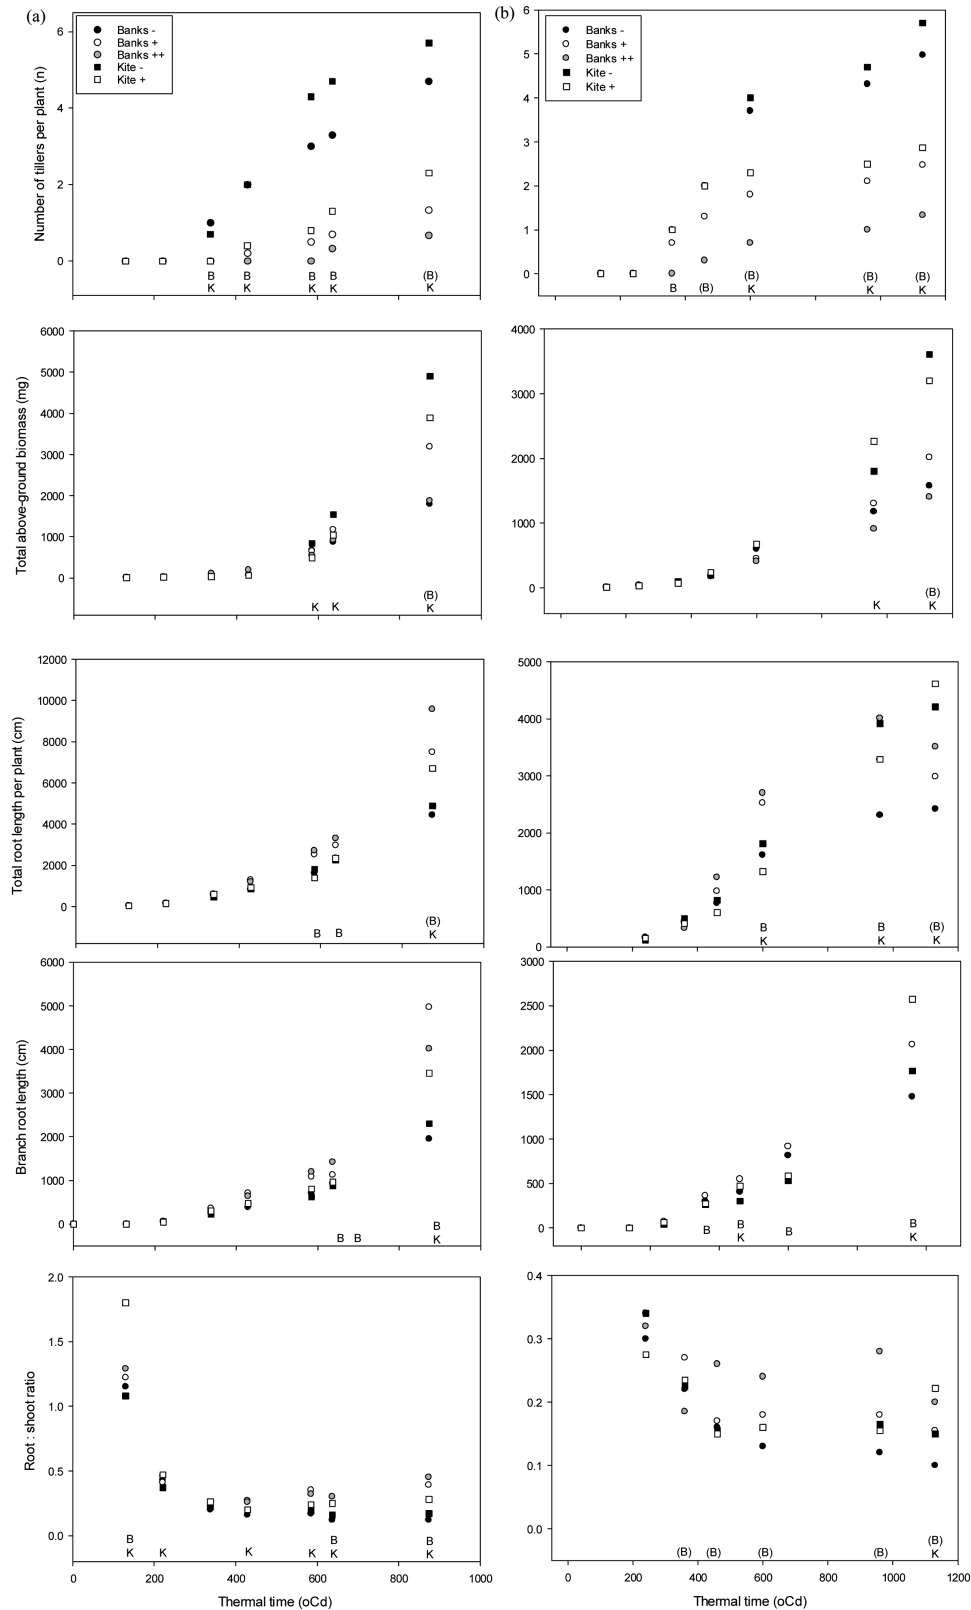 (a)
Banks -
Banks +
Banks ++
Kite -
Kite +
Number of tillers per plant (n)
6
4
2
0
B B B B (B)
K K K K K
(b)
Banks -
Banks +
Banks ++
Kite -
Kite +
6
5
4
3
2
1
0
B (B) (B) (B) (B)
K K K
Total above-ground biomass (mg)
6000
5000
4000
3000
2000
1000
0
(B)
K K K
4000
3000
2000
1000
0
(B)
K K
Total root length per plant (cm)
12000
10000
8000
6000
4000
2000
0
(B)
B B K
5000
4000
3000
2000
1000
0
B B (B)
K K K
Branch root length (cm)
6000
5000
4000
3000
2000
1000
0
B
B B K
3000
2500
2000
1500
1000
500
0
B B B B
K K
Root : shoot ratio
2.0
1.5
1.0
0.5
0.0
B B B
K K K K K K
0 200 400 600 800 1000
Thermal time (oCd)
0.4
0.3
0.2
0.1
0.0
(B) (B) (B) (B) (B)
K
0 200 400 600 800 1000 1200
Thermal time (oCd)